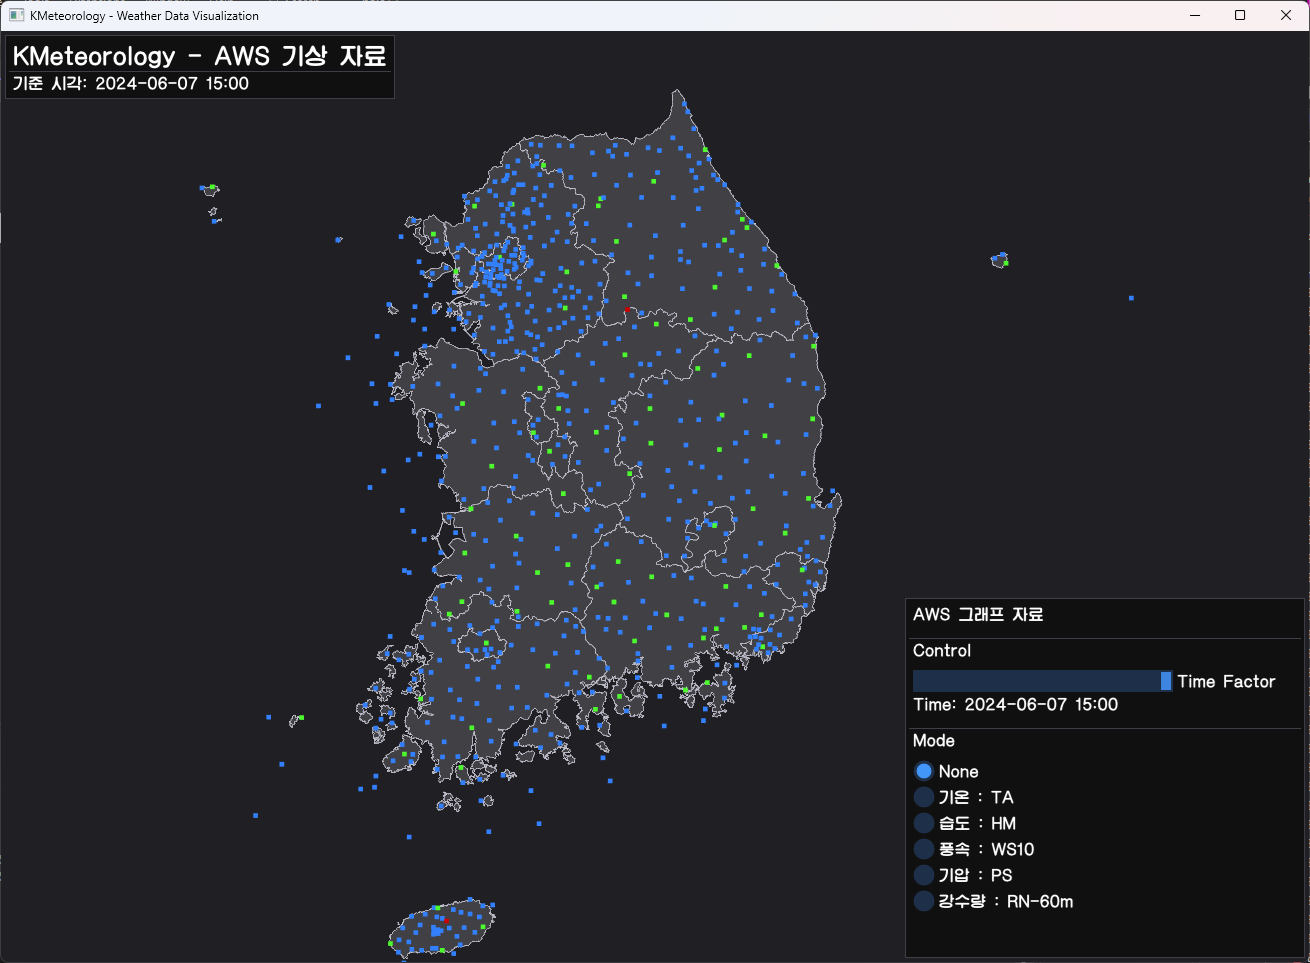 KMeteorology - Weather Data Visualization
KMeteorology - AWS 기상 자료
기준 시각: 2024-06-07 15:00
AWS 그래프 자료
Control
Time Factor
Time: 2024-06-07 15:00
Mode
None
기온 : TA
습도 : HM
풍속 : WS10
기압 : PS
강수량 : RN-60m